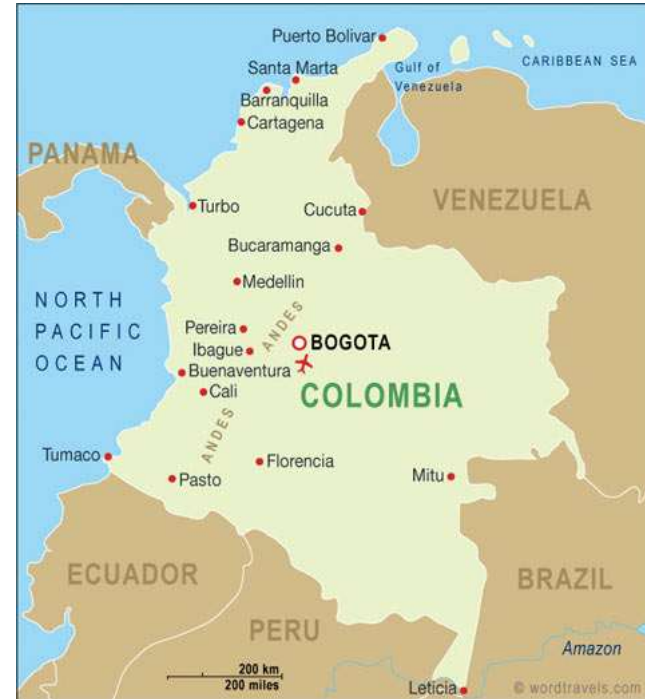 Puerto Bolivar
CARIBBEAN SEA
Santa Marta
Gulf of
Venezuela
Barranquilla
Cartagena
PANAMA
VENEZUELA
Turbo
Cucuta
Bucaramanga
Medellin
NORTH
PACIFIC
OCEAN
ANDES
Pereira
BOGOTA
Ibague
Buenaventura
Cali
COLOMBIA
ANDES
Tumaco
Florencia
Mitu
Pasto
ECUADOR
BRAZIL
PERU
Amazon
200 km
200 miles
Leticia
© wordtravels.com